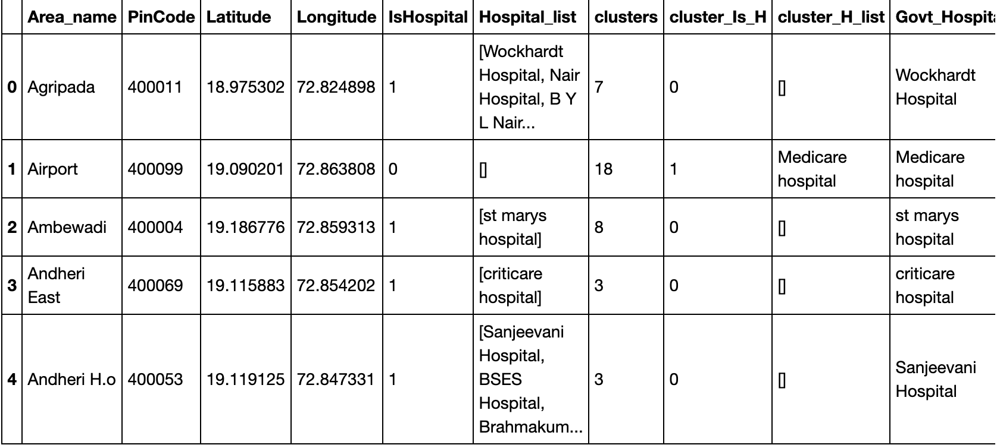 Area_name PinCode Latitude Longitude IsHospital Hospital_list clusters cluster_Is_H cluster_H_list Govt_Hospita
0 Agripada 400011 18.975302 72.824898 1 [Wockhardt Hospital, Nair Hospital, B Y L Nair... 7 0 [] Wockhardt Hospital
1 Airport 400099 19.090201 72.863808 0 [] 18 1 Medicare hospital Medicare hospital
2 Ambewadi 400004 19.186776 72.859313 1 [st marys hospital] 8 0 [] st marys hospital
3 Andheri East 400069 19.115883 72.854202 1 [criticare hospital] 3 0 [] criticare hospital
4 Andheri H.o 400053 19.119125 72.847331 1 [Sanjeevani Hospital, BSES Hospital, Brahmakum... 3 0 [] Sanjeevani Hospital